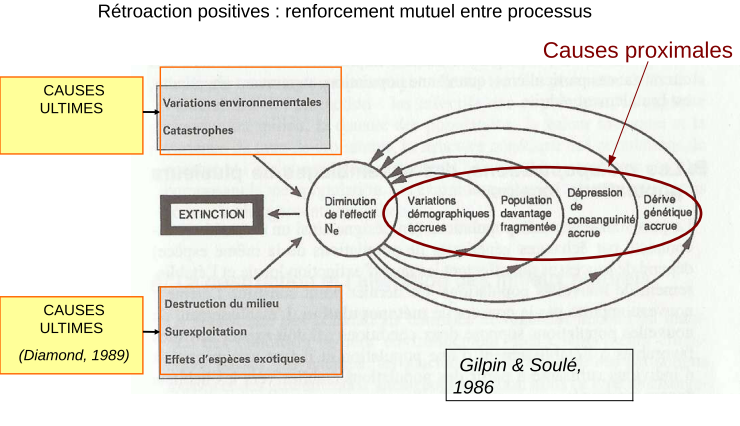 Rétroaction positives : renforcement mutuel entre processus
Causes proximales
CAUSES
ULTIMES
Variations environnementales
Catastrophes
EXTINCTION
Diminution
de l'effectif
Ne
Variations
démographiques
accrues
Population
davantage
fragmentée
Dépression
de
consanguinité
accrue
Dérive
génétique
accrue
CAUSES
ULTIMES
(Diamond, 1989)
Destruction du milieu
Surexploitation
Effets d'espèces exotiques
Gilpin & Soulé,
1986